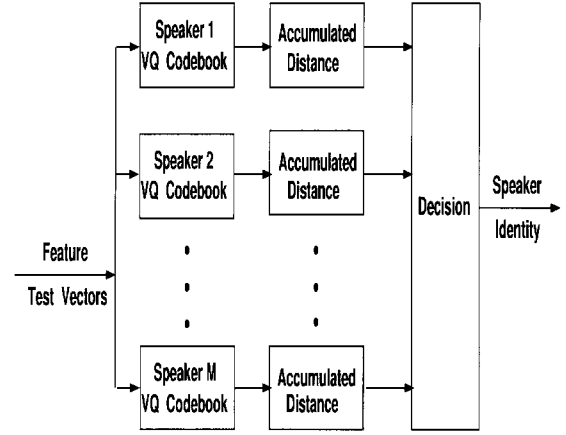 Speaker 1
VQ Codebook
Accumulated
Distance
Speaker 2
VQ Codebook
Accumulated
Distance
Decision
Speaker
Identity
Feature
Test Vectors
Speaker M
VQ Codebook
Accumulated
Distance